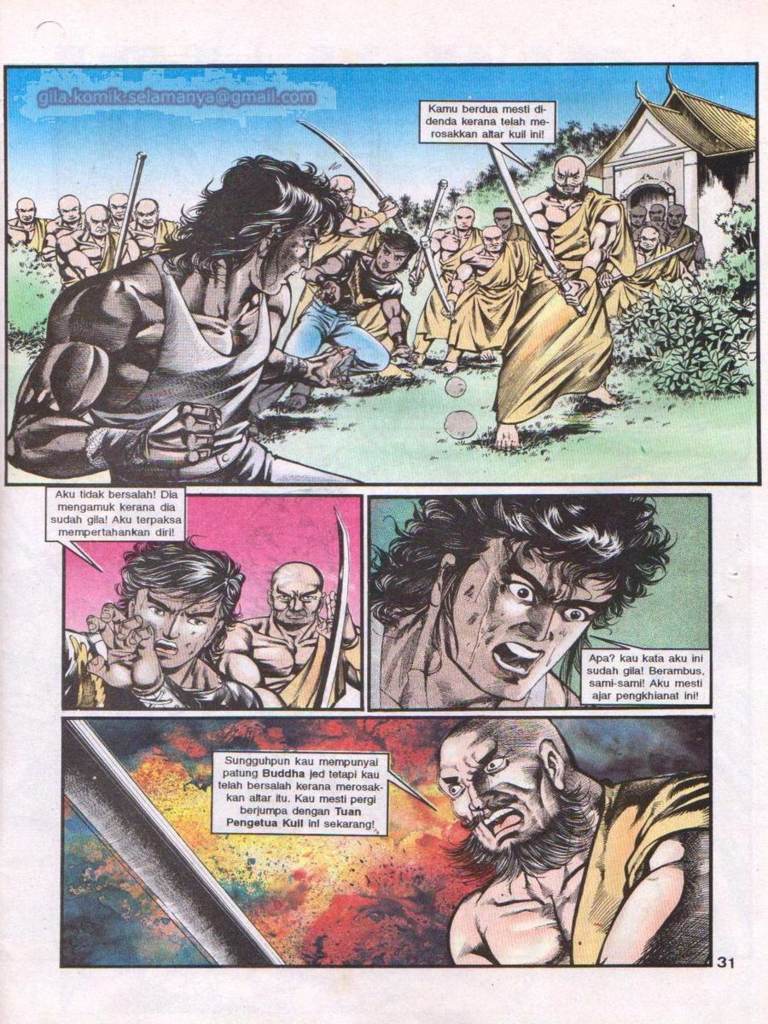 gila.komik.selamanya@gmail.com
Kamu berdua mesti di-
denda kerana telah me-
rosakkan altar kuil ini!
Aku tidak bersalah! Dia
mengamuk kerana dia
sudah gila! Aku terpaksa
mempertahankan diri!
Apa? kau kata aku ini
sudah gila! Berambus,
sami-sami! Aku mesti
ajar pengkhianat ini!
Sungguhpun kau mempunyai
patung Buddha jed tetapi kau
telah bersalah kerana merosak-
kan altar itu. Kau mesti pergi
berjumpa dengan Tuan
Pengetua Kuil ini sekarang!
31